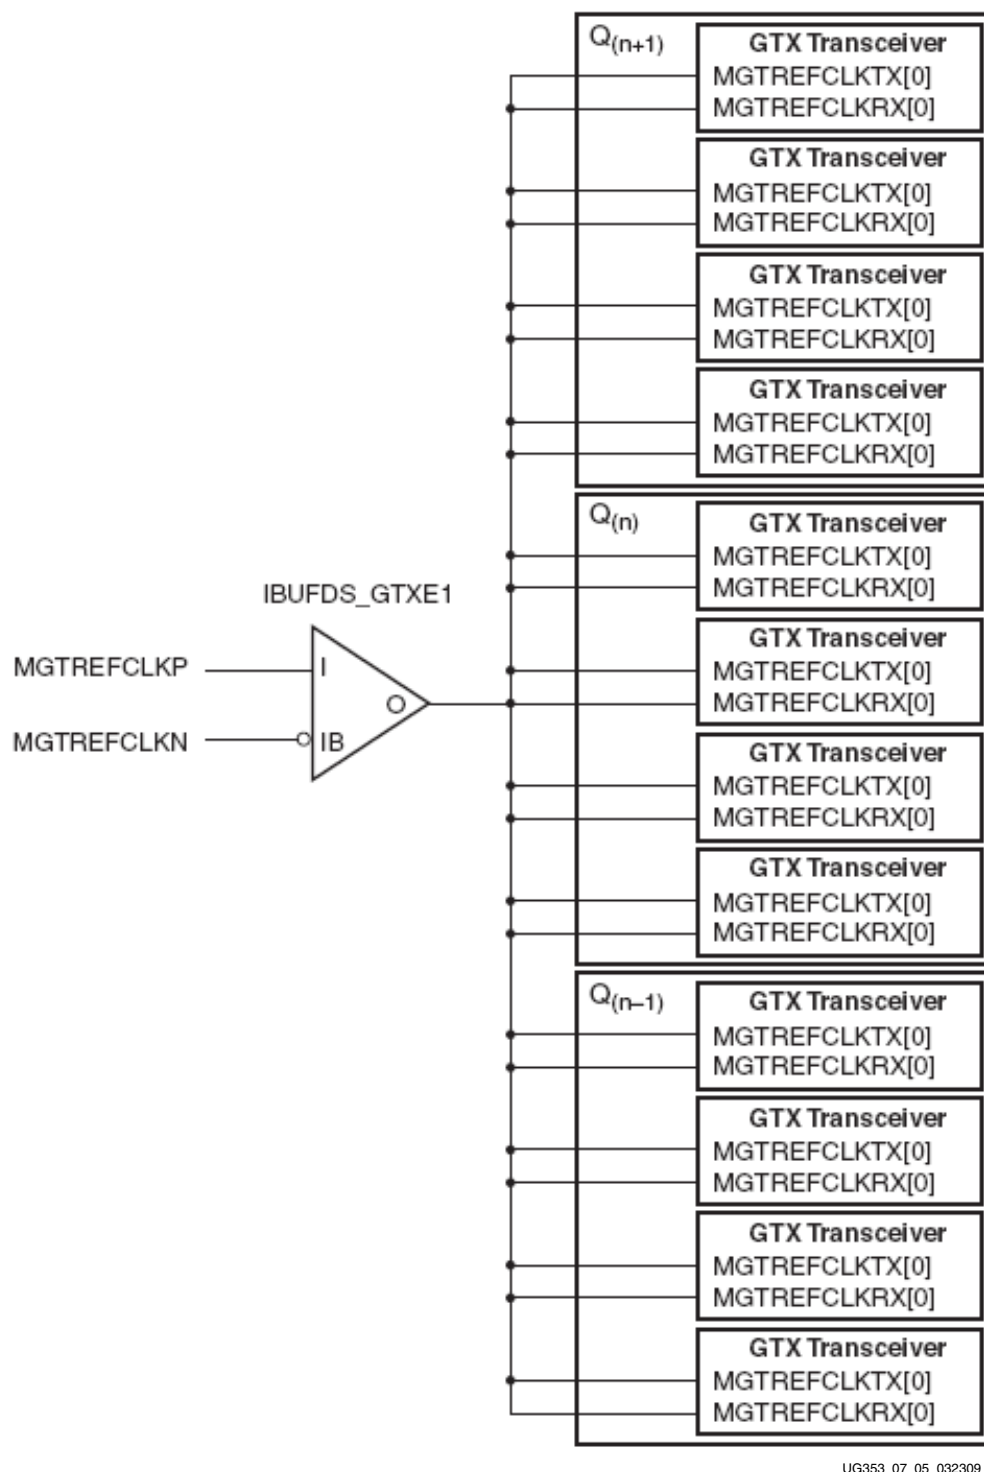 Q(n+1)
GTX Transceiver
MGTREFCLKTX[0]
MGTREFCLKRX[0]
GTX Transceiver
MGTREFCLKTX[0]
MGTREFCLKRX[0]
GTX Transceiver
MGTREFCLKTX[0]
MGTREFCLKRX[0]
GTX Transceiver
MGTREFCLKTX[0]
MGTREFCLKRX[0]
Q(n)
GTX Transceiver
MGTREFCLKTX[0]
MGTREFCLKRX[0]
GTX Transceiver
MGTREFCLKTX[0]
MGTREFCLKRX[0]
GTX Transceiver
MGTREFCLKTX[0]
MGTREFCLKRX[0]
GTX Transceiver
MGTREFCLKTX[0]
MGTREFCLKRX[0]
IBUFDS_GTXE1
MGTREFCLKP
I
O
MGTREFCLKN
IB
Q(n–1)
GTX Transceiver
MGTREFCLKTX[0]
MGTREFCLKRX[0]
GTX Transceiver
MGTREFCLKTX[0]
MGTREFCLKRX[0]
GTX Transceiver
MGTREFCLKTX[0]
MGTREFCLKRX[0]
GTX Transceiver
MGTREFCLKTX[0]
MGTREFCLKRX[0]
UG353_07_05_032309